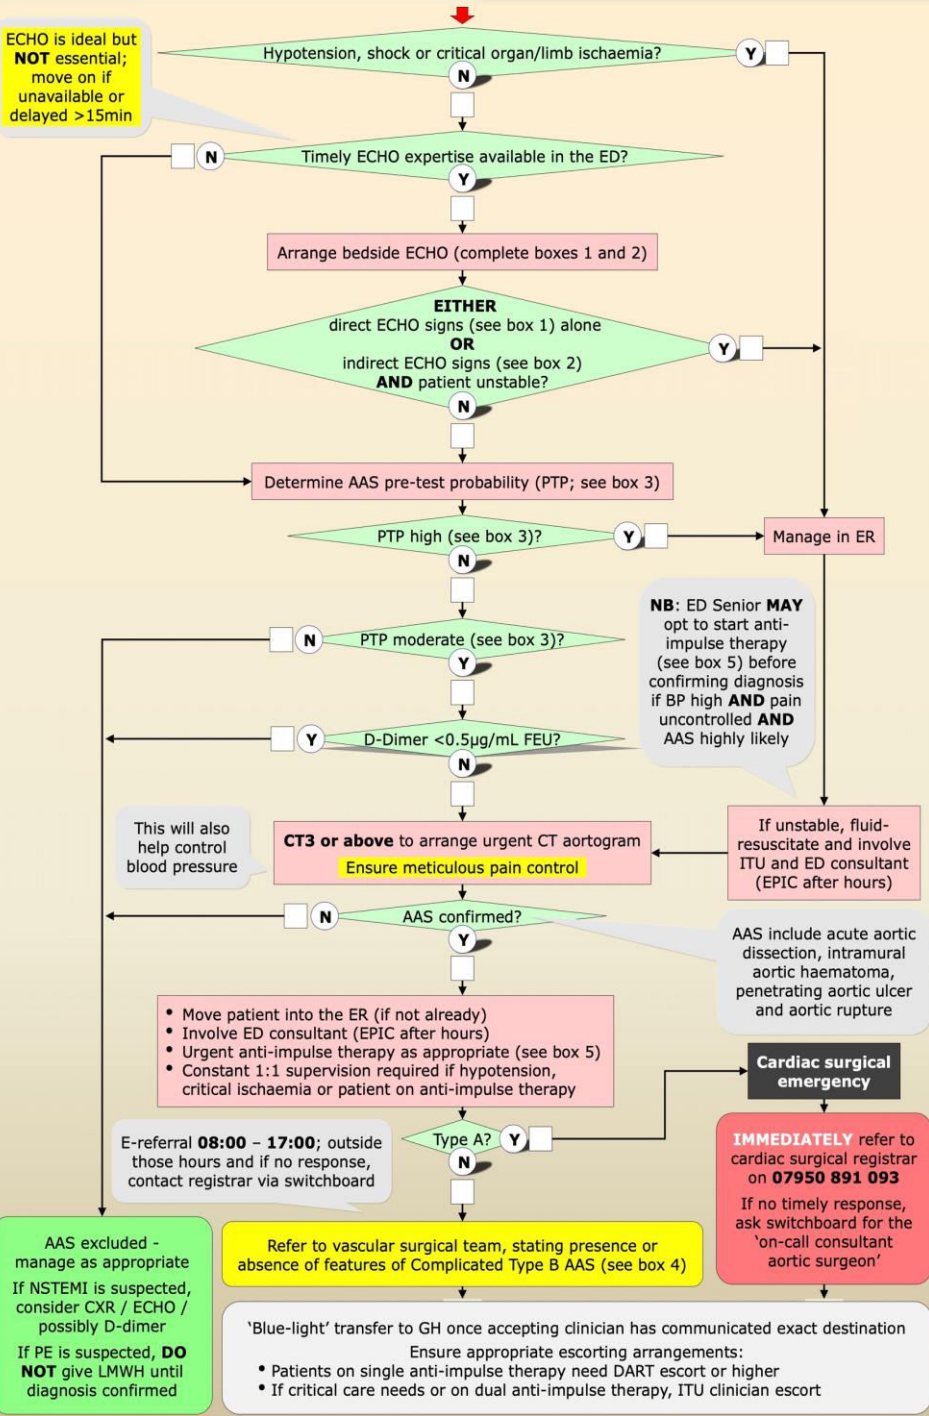 Hypotension, shock or critical organ/limb ischaemia?
Y
N
ECHO is ideal but
NOT essential;
move on if
unavailable or
delayed >15min
N
Timely ECHO expertise available in the ED?
Y
Arrange bedside ECHO (complete boxes 1 and 2)
EITHER
direct ECHO signs (see box 1) alone
OR
indirect ECHO signs (see box 2)
AND patient unstable?
Y
N
Determine AAS pre-test probability (PTP; see box 3)
PTP high (see box 3)?
Y
N
Manage in ER
NB: ED Senior MAY
opt to start anti-
impulse therapy
(see box 5) before
confirming diagnosis
if BP high AND pain
uncontrolled AND
AAS highly likely
N
PTP moderate (see box 3)?
Y
Y
D-Dimer <0.5µg/mL FEU?
N
This will also
help control
blood pressure
CT3 or above to arrange urgent CT aortogram
Ensure meticulous pain control
If unstable, fluid-
resuscitate and involve
ITU and ED consultant
(EPIC after hours)
N
AAS confirmed?
Y
AAS include acute aortic
dissection, intramural
aortic haematoma,
penetrating aortic ulcer
and aortic rupture
• Move patient into the ER (if not already)
• Involve ED consultant (EPIC after hours)
• Urgent anti-impulse therapy as appropriate (see box 5)
• Constant 1:1 supervision required if hypotension,
critical ischaemia or patient on anti-impulse therapy
Cardiac surgical
emergency
Type A?
Y
N
E-referral 08:00 – 17:00; outside
those hours and if no response,
contact registrar via switchboard
IMMEDIATELY refer to
cardiac surgical registrar
on 07950 891 093
If no timely response,
ask switchboard for the
‘on-call consultant
aortic surgeon’
AAS excluded -
manage as appropriate
If NSTEMI is suspected,
consider CXR / ECHO /
possibly D-dimer
If PE is suspected, DO
NOT give LMWH until
diagnosis confirmed
Refer to vascular surgical team, stating presence or
absence of features of Complicated Type B AAS (see box 4)
‘Blue-light’ transfer to GH once accepting clinician has communicated exact destination
Ensure appropriate escorting arrangements:
• Patients on single anti-impulse therapy need DART escort or higher
• If critical care needs or on dual anti-impulse therapy, ITU clinician escort